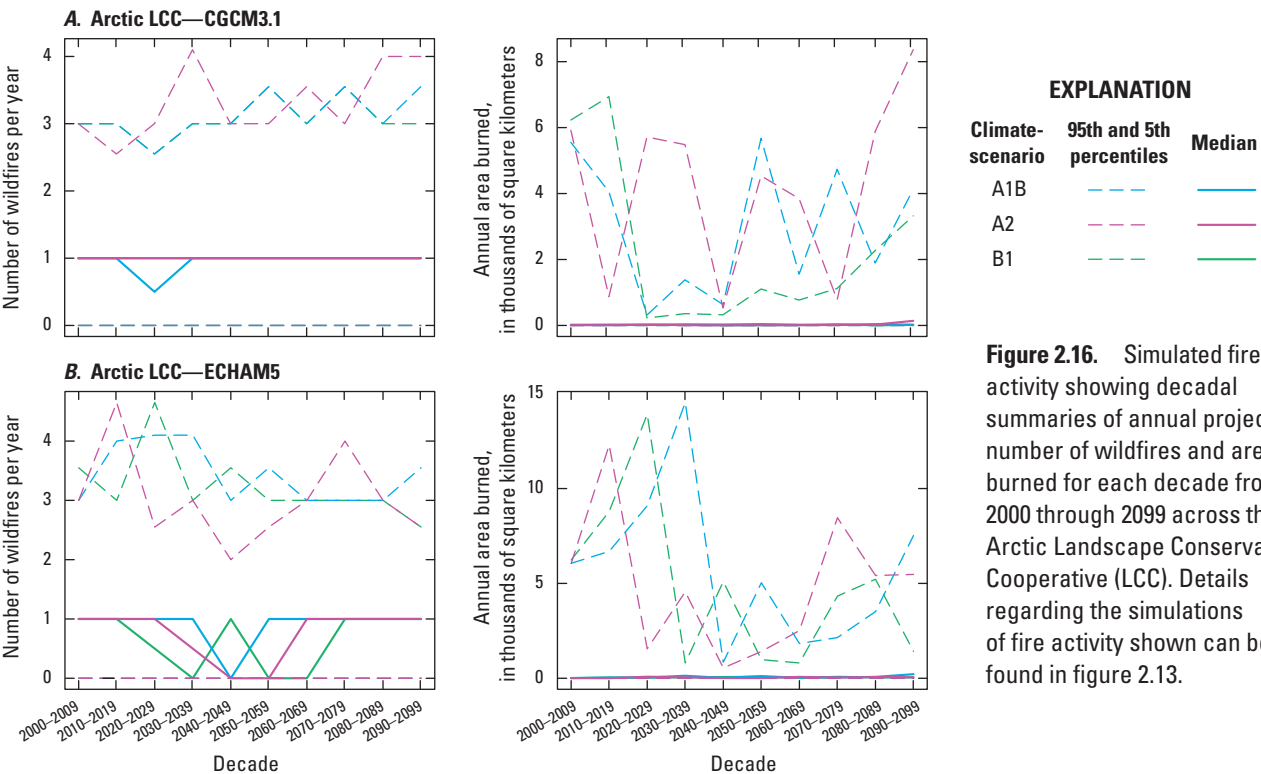 A. Arctic LCC—CGCM3.1
Number of wildfires per year
4
3
2
1
0
Annual area burned,
in thousands of square kilometers
8
6
4
2
0
B. Arctic LCC—ECHAM5
Number of wildfires per year
4
3
2
1
0
2000–2009
2010–2019
2020–2029
2030–2039
2040–2049
2050–2059
2060–2069
2070–2079
2080–2089
2090–2099
Decade
Annual area burned,
in thousands of square kilometers
15
10
5
0
2000–2009
2010–2019
2020–2029
2030–2039
2040–2049
2050–2059
2060–2069
2070–2079
2080–2089
2090–2099
Decade
EXPLANATION
Climate-scenario
95th and 5th percentiles
Median
A1B
A2
B1
Figure 2.16. Simulated fire
activity showing decadal
summaries of annual
number of wildfires and
burned for each decade
2000 through 2099 across
Arctic Landscape
Cooperative (LCC). Details
regarding the simulations
of fire activity shown can
found in figure 2.13.